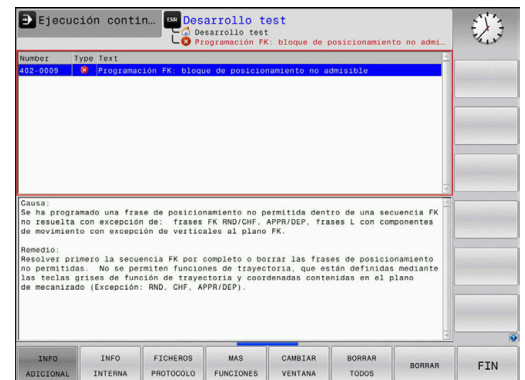 Ejecución contin…
ERR Desarrollo test
Desarrollo test
Programación FK: bloque de posicionamiento no admi…
Number Type Text
402-0009 Programación FK: bloque de posicionamiento no admisible
Causa:
Se ha programado una frase de posicionamiento no permitida dentro de una secuencia FK
no resuelta con excepción de: frases FK RND/CHF, APPR/DEP, frases L con componentes
de movimiento con excepción de verticales al plano FK.
Remedio:
Resolver primero la secuencia FK por completo o borrar las frases de posicionamiento
no permitidas. No se permiten funciones de trayectoria, que están definidas mediante
las teclas grises de función de trayectoria y coordenadas contenidas en el plano
de mecanizado (Excepción: RND, CHF, APPR/DEP).
INFO ADICIONAL
INFO INTERNA
FICHEROS PROTOCOLO
MAS FUNCIONES
CAMBIAR VENTANA
BORRAR TODOS
BORRAR
FIN